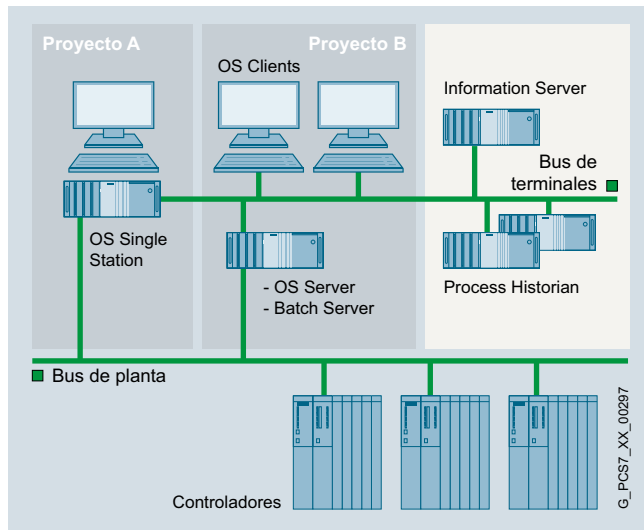 Proyecto A
Proyecto B
OS Clients
Information Server
Bus de
terminales
OS Single
Station
- OS Server
- Batch Server
Process Historian
Bus de planta
Controladores
G_PCS7_XX_00297